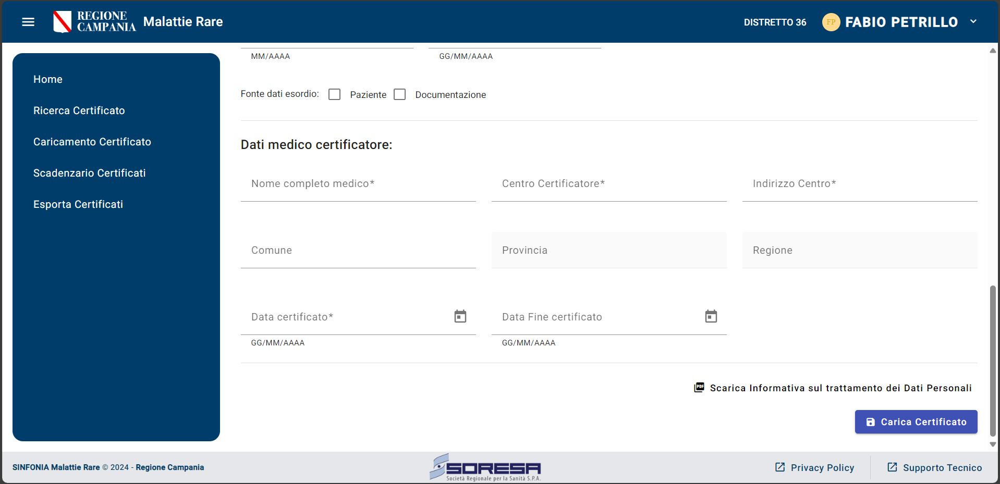 REGIONE
CAMPANIA
Malattie Rare
DISTRETTO 36
FP
FABIO PETRILLO
Home
Ricerca Certificato
Caricamento Certificato
Scadenzario Certificati
Esporta Certificati
MM/AAAA
GG/MM/AAAA
Fonte dati esordio:
Paziente
Documentazione
Dati medico certificatore:
Nome completo medico*
Centro Certificatore*
Indirizzo Centro*
Comune
Provincia
Regione
Data certificato*
Data Fine certificato
GG/MM/AAAA
GG/MM/AAAA
PDF
Scarica Informativa sul trattamento dei Dati Personali
Carica Certificato
SINFONIA Malattie Rare © 2024 - Regione Campania
SORESA
Società Regionale per la Sanità S.P.A.
Privacy Policy
Supporto Tecnico